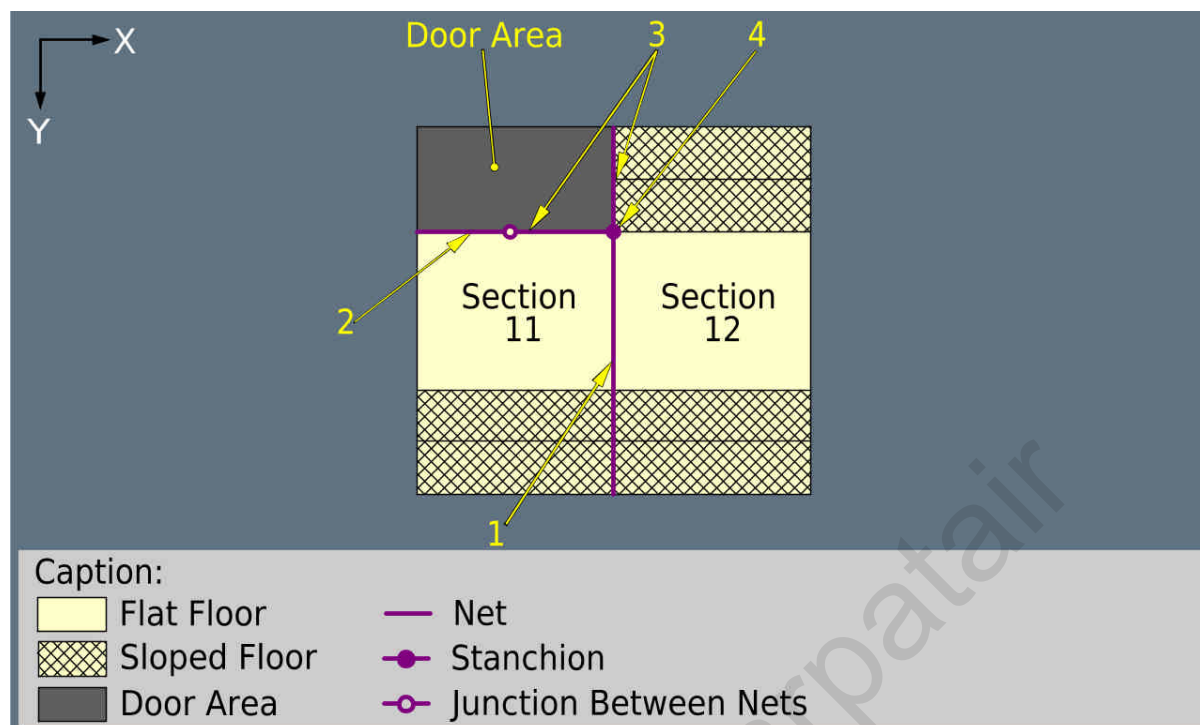 X
Y
Door Area
3
4
Section
11
Section
12
2
1
Caption:
Flat Floor
Net
Sloped Floor
Stanchion
Door Area
Junction Between Nets